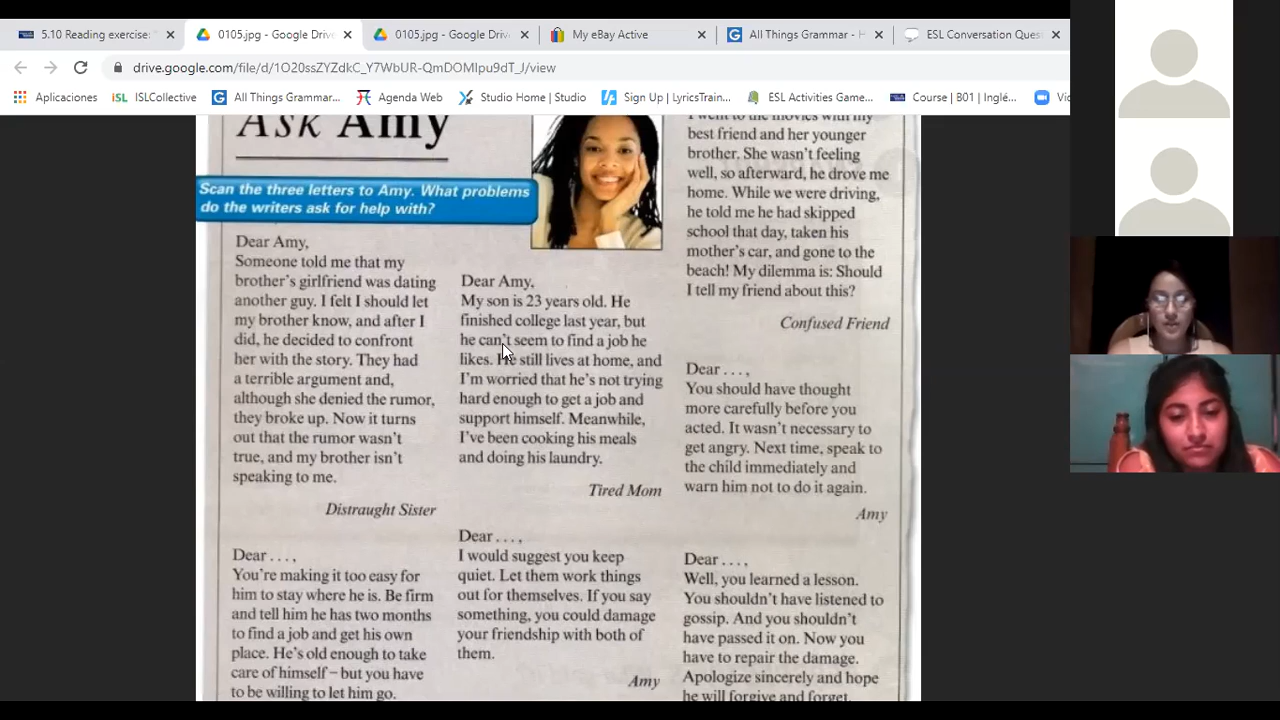 5.10 Reading exercise:
0105.jpg - Google Drive
0105.jpg - Google Drive
My eBay Active
All Things Grammar - H
ESL Conversation Quest
drive.google.com/file/d/1O20ssZYZdkC_Y7WbUR-QmDOMlpu9dT_J/view
Aplicaciones
iSL ISLCollective
All Things Grammar...
Agenda Web
Studio Home | Studio
Sign Up | LyricsTrain...
ESL Activities Game...
Course | B01 | Inglé...
Ask Amy
Scan the three letters to Amy. What problems
do the writers ask for help with?
Dear Amy,
Someone told me that my
brother's girlfriend was dating
another guy. I felt I should let
my brother know, and after I
did, he decided to confront
her with the story. They had
a terrible argument and,
although she denied the rumor,
they broke up. Now it turns
out that the rumor wasn't
true, and my brother isn't
speaking to me.
Distraught Sister
Dear . . . ,
You're making it too easy for
him to stay where he is. Be firm
and tell him he has two months
to find a job and get his own
place. He's old enough to take
care of himself – but you have
to be willing to let him go.
Dear Amy,
My son is 23 years old. He
finished college last year, but
he can't seem to find a job he
likes. He still lives at home, and
I'm worried that he's not trying
hard enough to get a job and
support himself. Meanwhile,
I've been cooking his meals
and doing his laundry.
Tired Mom
Dear . . . ,
I would suggest you keep
quiet. Let them work things
out for themselves. If you say
something, you could damage
your friendship with both of
them.
Amy
I went to the movies with my
best friend and her younger
brother. She wasn't feeling
well, so afterward, he drove me
home. While we were driving,
he told me he had skipped
school that day, taken his
mother's car, and gone to the
beach! My dilemma is: Should
I tell my friend about this?
Confused Friend
Dear . . . ,
You should have thought
more carefully before you
acted. It wasn't necessary to
get angry. Next time, speak to
the child immediately and
warn him not to do it again.
Amy
Dear . . . ,
Well, you learned a lesson.
You shouldn't have listened to
gossip. And you shouldn't
have passed it on. Now you
have to repair the damage.
Apologize sincerely and hope
he will forgive and forget.